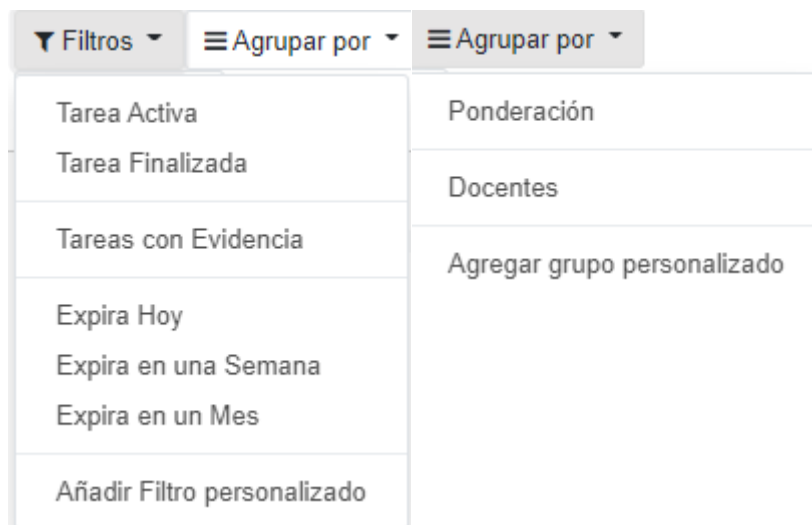 Filtros
Agrupar por
Tarea Activa
Tarea Finalizada
Tareas con Evidencia
Expira Hoy
Expira en una Semana
Expira en un Mes
Añadir Filtro personalizado
Agrupar por
Ponderación
Docentes
Agregar grupo personalizado